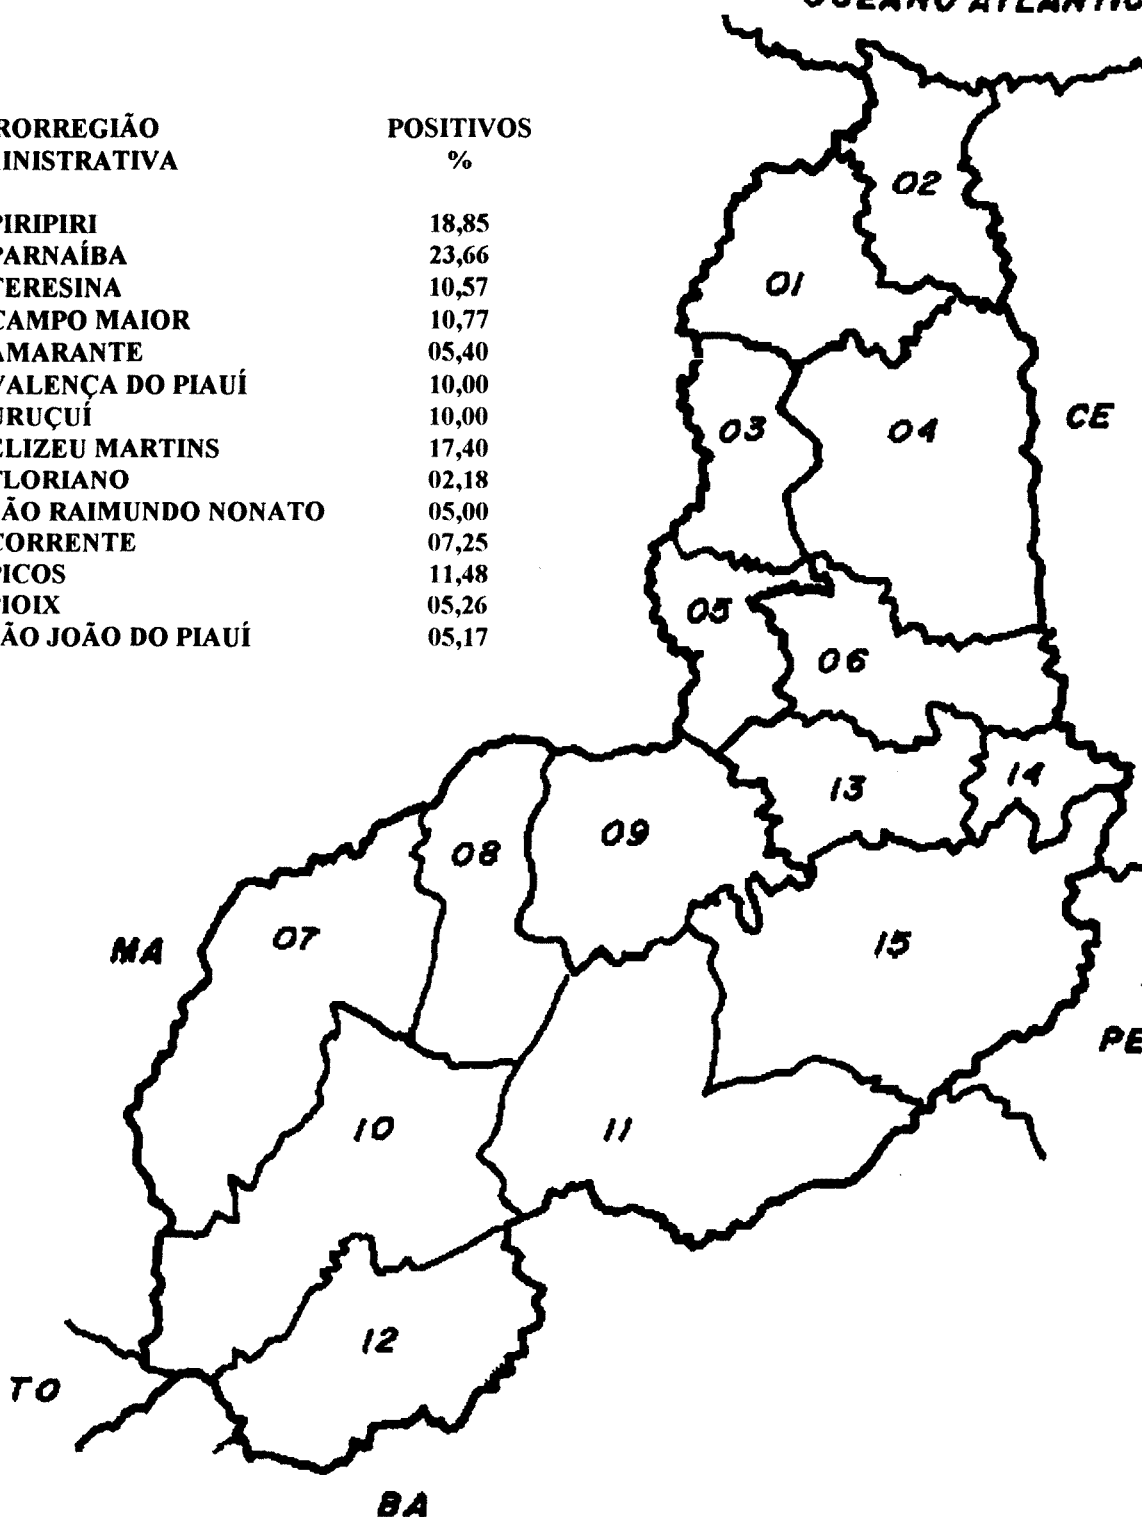 OCEANO ATLÂNTIC
RORREGIÃO POSITIVOS
INISTRATIVA %
PIRIPIRI 18,85
PARNAÍBA 23,66
TERESINA 10,57
CAMPO MAIOR 10,77
AMARANTE 05,40
VALENÇA DO PIAUÍ 10,00
URUÇUÍ 10,00
ELIZEU MARTINS 17,40
FLORIANO 02,18
ÃO RAIMUNDO NONATO 05,00
CORRENTE 07,25
PICOS 11,48
PIOIX 05,26
ÃO JOÃO DO PIAUÍ 05,17
02
01
CE
03
04
05
06
13
14
09
08
07
MA
15
PE
10
11
12
TO
BA